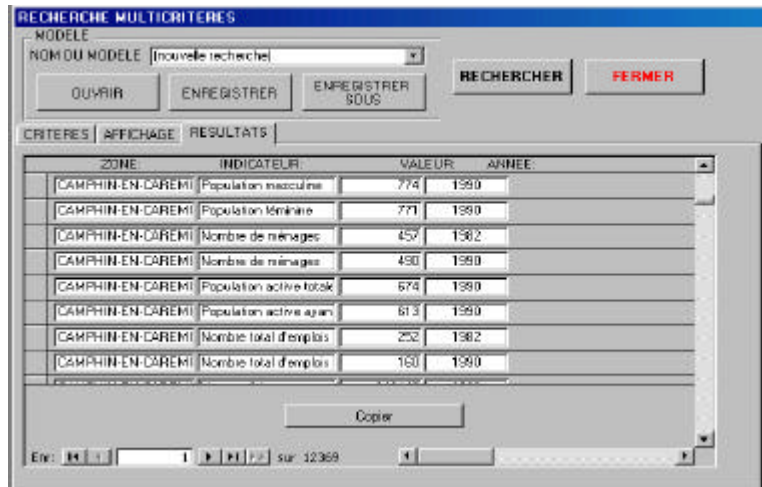 RECHERCHE MULTICRITERES
MODELE
NOM DU MODELE [nouvelle recherche]
OUVRIR ENREGISTRER ENREGISTRER SOUS RECHERCHER FERMER
CRITERES AFFICHAGE RESULTATS
ZONE: INDICATEUR: VALEUR: ANNEE:
CAMPHIN-EN-CAREMI Population masculine 774 1990
CAMPHIN-EN-CAREMI Population féminine 771 1990
CAMPHIN-EN-CAREMI Nombre de ménages 457 1982
CAMPHIN-EN-CAREMI Nombre de ménages 490 1990
CAMPHIN-EN-CAREMI Population active totale 674 1990
CAMPHIN-EN-CAREMI Population active ayan 613 1990
CAMPHIN-EN-CAREMI Nombre total d'emplois 252 1982
CAMPHIN-EN-CAREMI Nombre total d'emplois 160 1990
Copier
Enr: 1 sur 12369